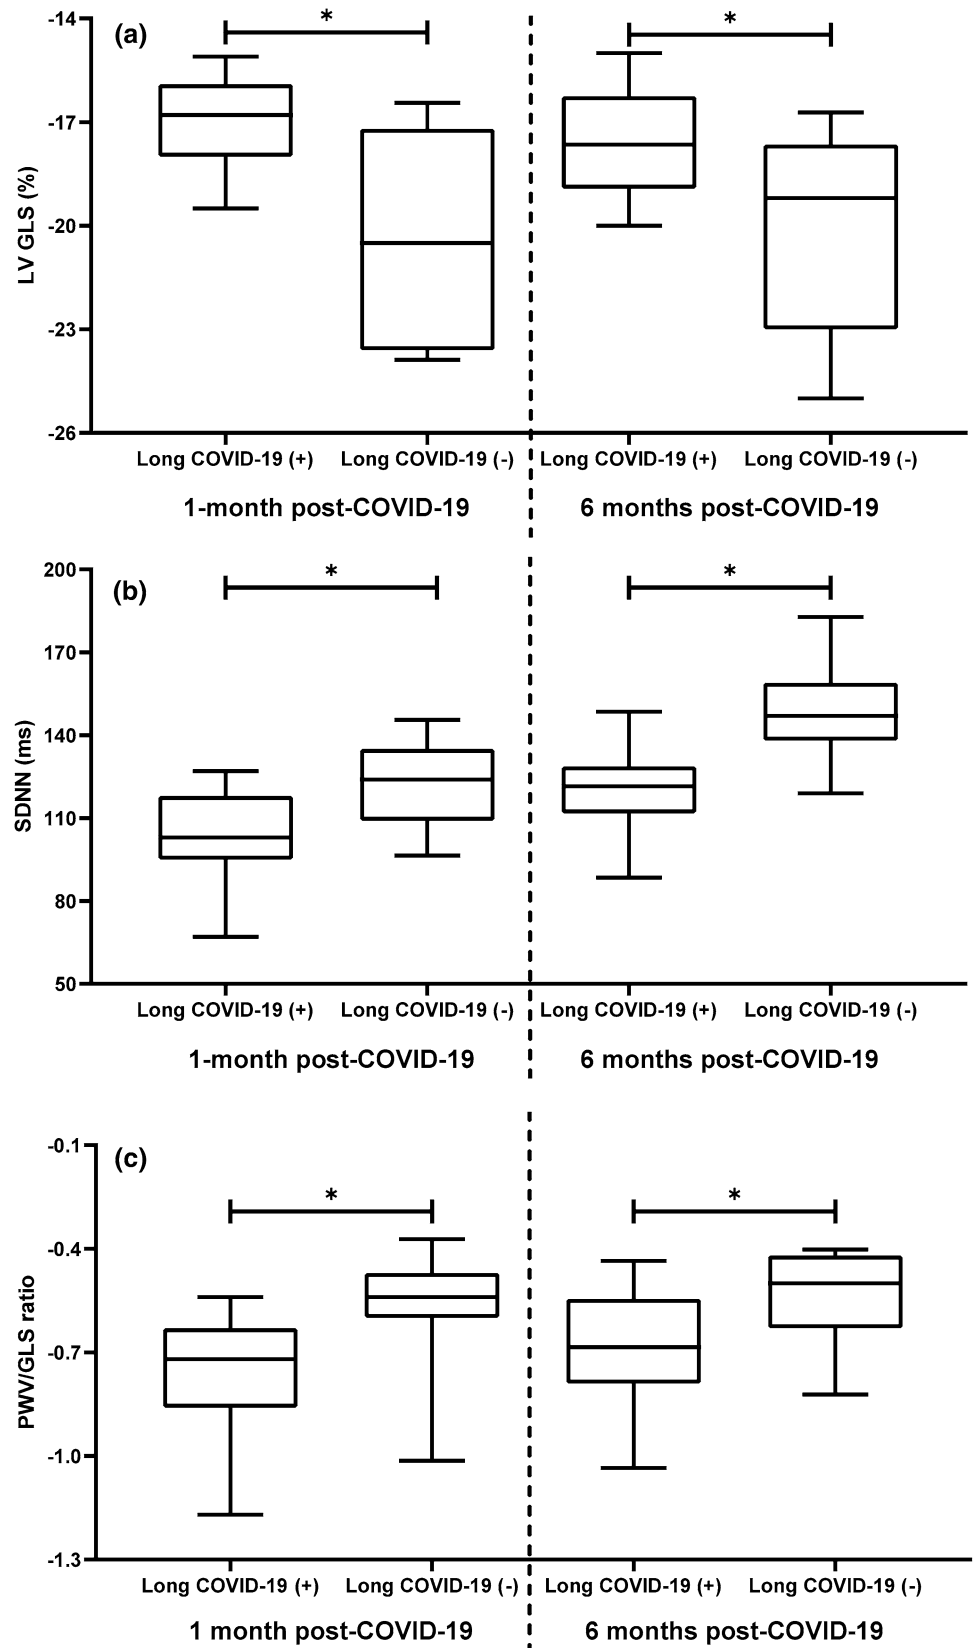 -14
(a)
*
*
-17
LV GLS (%)
-20
-23
-26
Long COVID-19 (+) Long COVID-19 (-) Long COVID-19 (+) Long COVID-19 (-)
1-month post-COVID-19 6 months post-COVID-19
200
(b)
*
*
170
140
SDNN (ms)
110
80
50
Long COVID-19 (+) Long COVID-19 (-) Long COVID-19 (+) Long COVID-19 (-)
1-month post-COVID-19 6 months post-COVID-19
-0.1
(c)
*
*
-0.4
PWV/GLS ratio
-0.7
-1.0
-1.3
Long COVID-19 (+) Long COVID-19 (-) Long COVID-19 (+) Long COVID-19 (-)
1 month post-COVID-19 6 months post-COVID-19